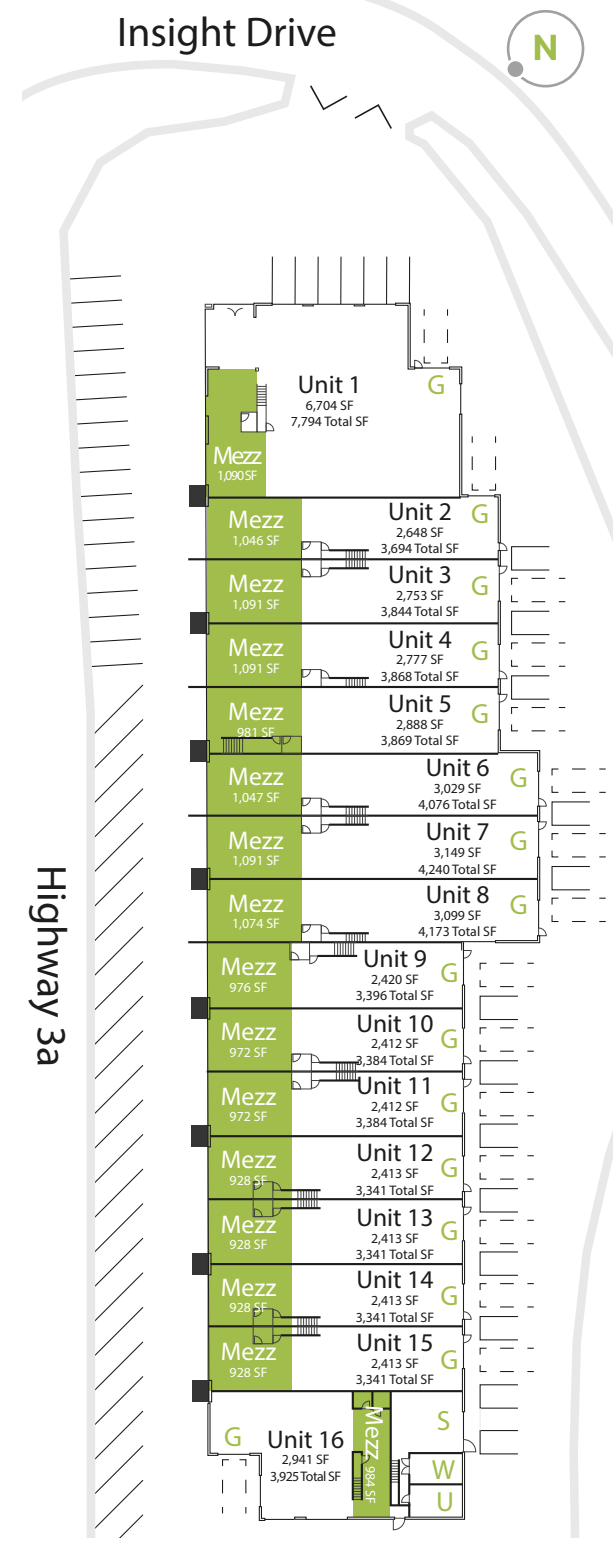 Insight Drive
N
Unit 1
6,704 SF
7,794 Total SF
G
Mezz
1,090 SF
Mezz
1,046 SF
Unit 2
2,648 SF
3,694 Total SF
G
Mezz
1,091 SF
Unit 3
2,753 SF
3,844 Total SF
G
Mezz
1,091 SF
Unit 4
2,777 SF
3,868 Total SF
G
Mezz
981 SF
Unit 5
2,888 SF
3,869 Total SF
G
Mezz
1,047 SF
Unit 6
3,029 SF
4,076 Total SF
G
Mezz
1,091 SF
Unit 7
3,149 SF
4,240 Total SF
G
Mezz
1,074 SF
Unit 8
3,099 SF
4,173 Total SF
G
Highway 3a
Mezz
976 SF
Unit 9
2,420 SF
3,396 Total SF
G
Mezz
972 SF
Unit 10
2,412 SF
3,384 Total SF
G
Mezz
972 SF
Unit 11
2,412 SF
3,384 Total SF
G
Mezz
928 SF
Unit 12
2,413 SF
3,341 Total SF
G
Mezz
928 SF
Unit 13
2,413 SF
3,341 Total SF
G
Mezz
928 SF
Unit 14
2,413 SF
3,341 Total SF
G
Mezz
928 SF
Unit 15
2,413 SF
3,341 Total SF
G
G
Unit 16
2,941 SF
3,925 Total SF
Mezz
984 SF
S
W
U